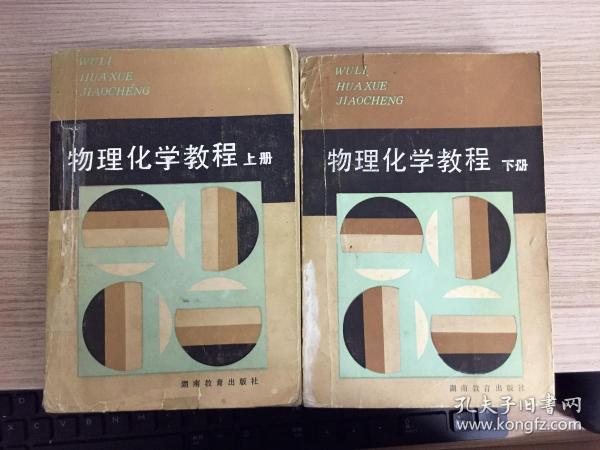 WULI
HUAXUE
JIAOCHENG
物理化学教程 上册
湖南教育出版社
WULI
HUAXUE
JIAOCHENG
物理化学教程 下册
湖南教育出版社
孔夫子旧书网
www.kongfz.com